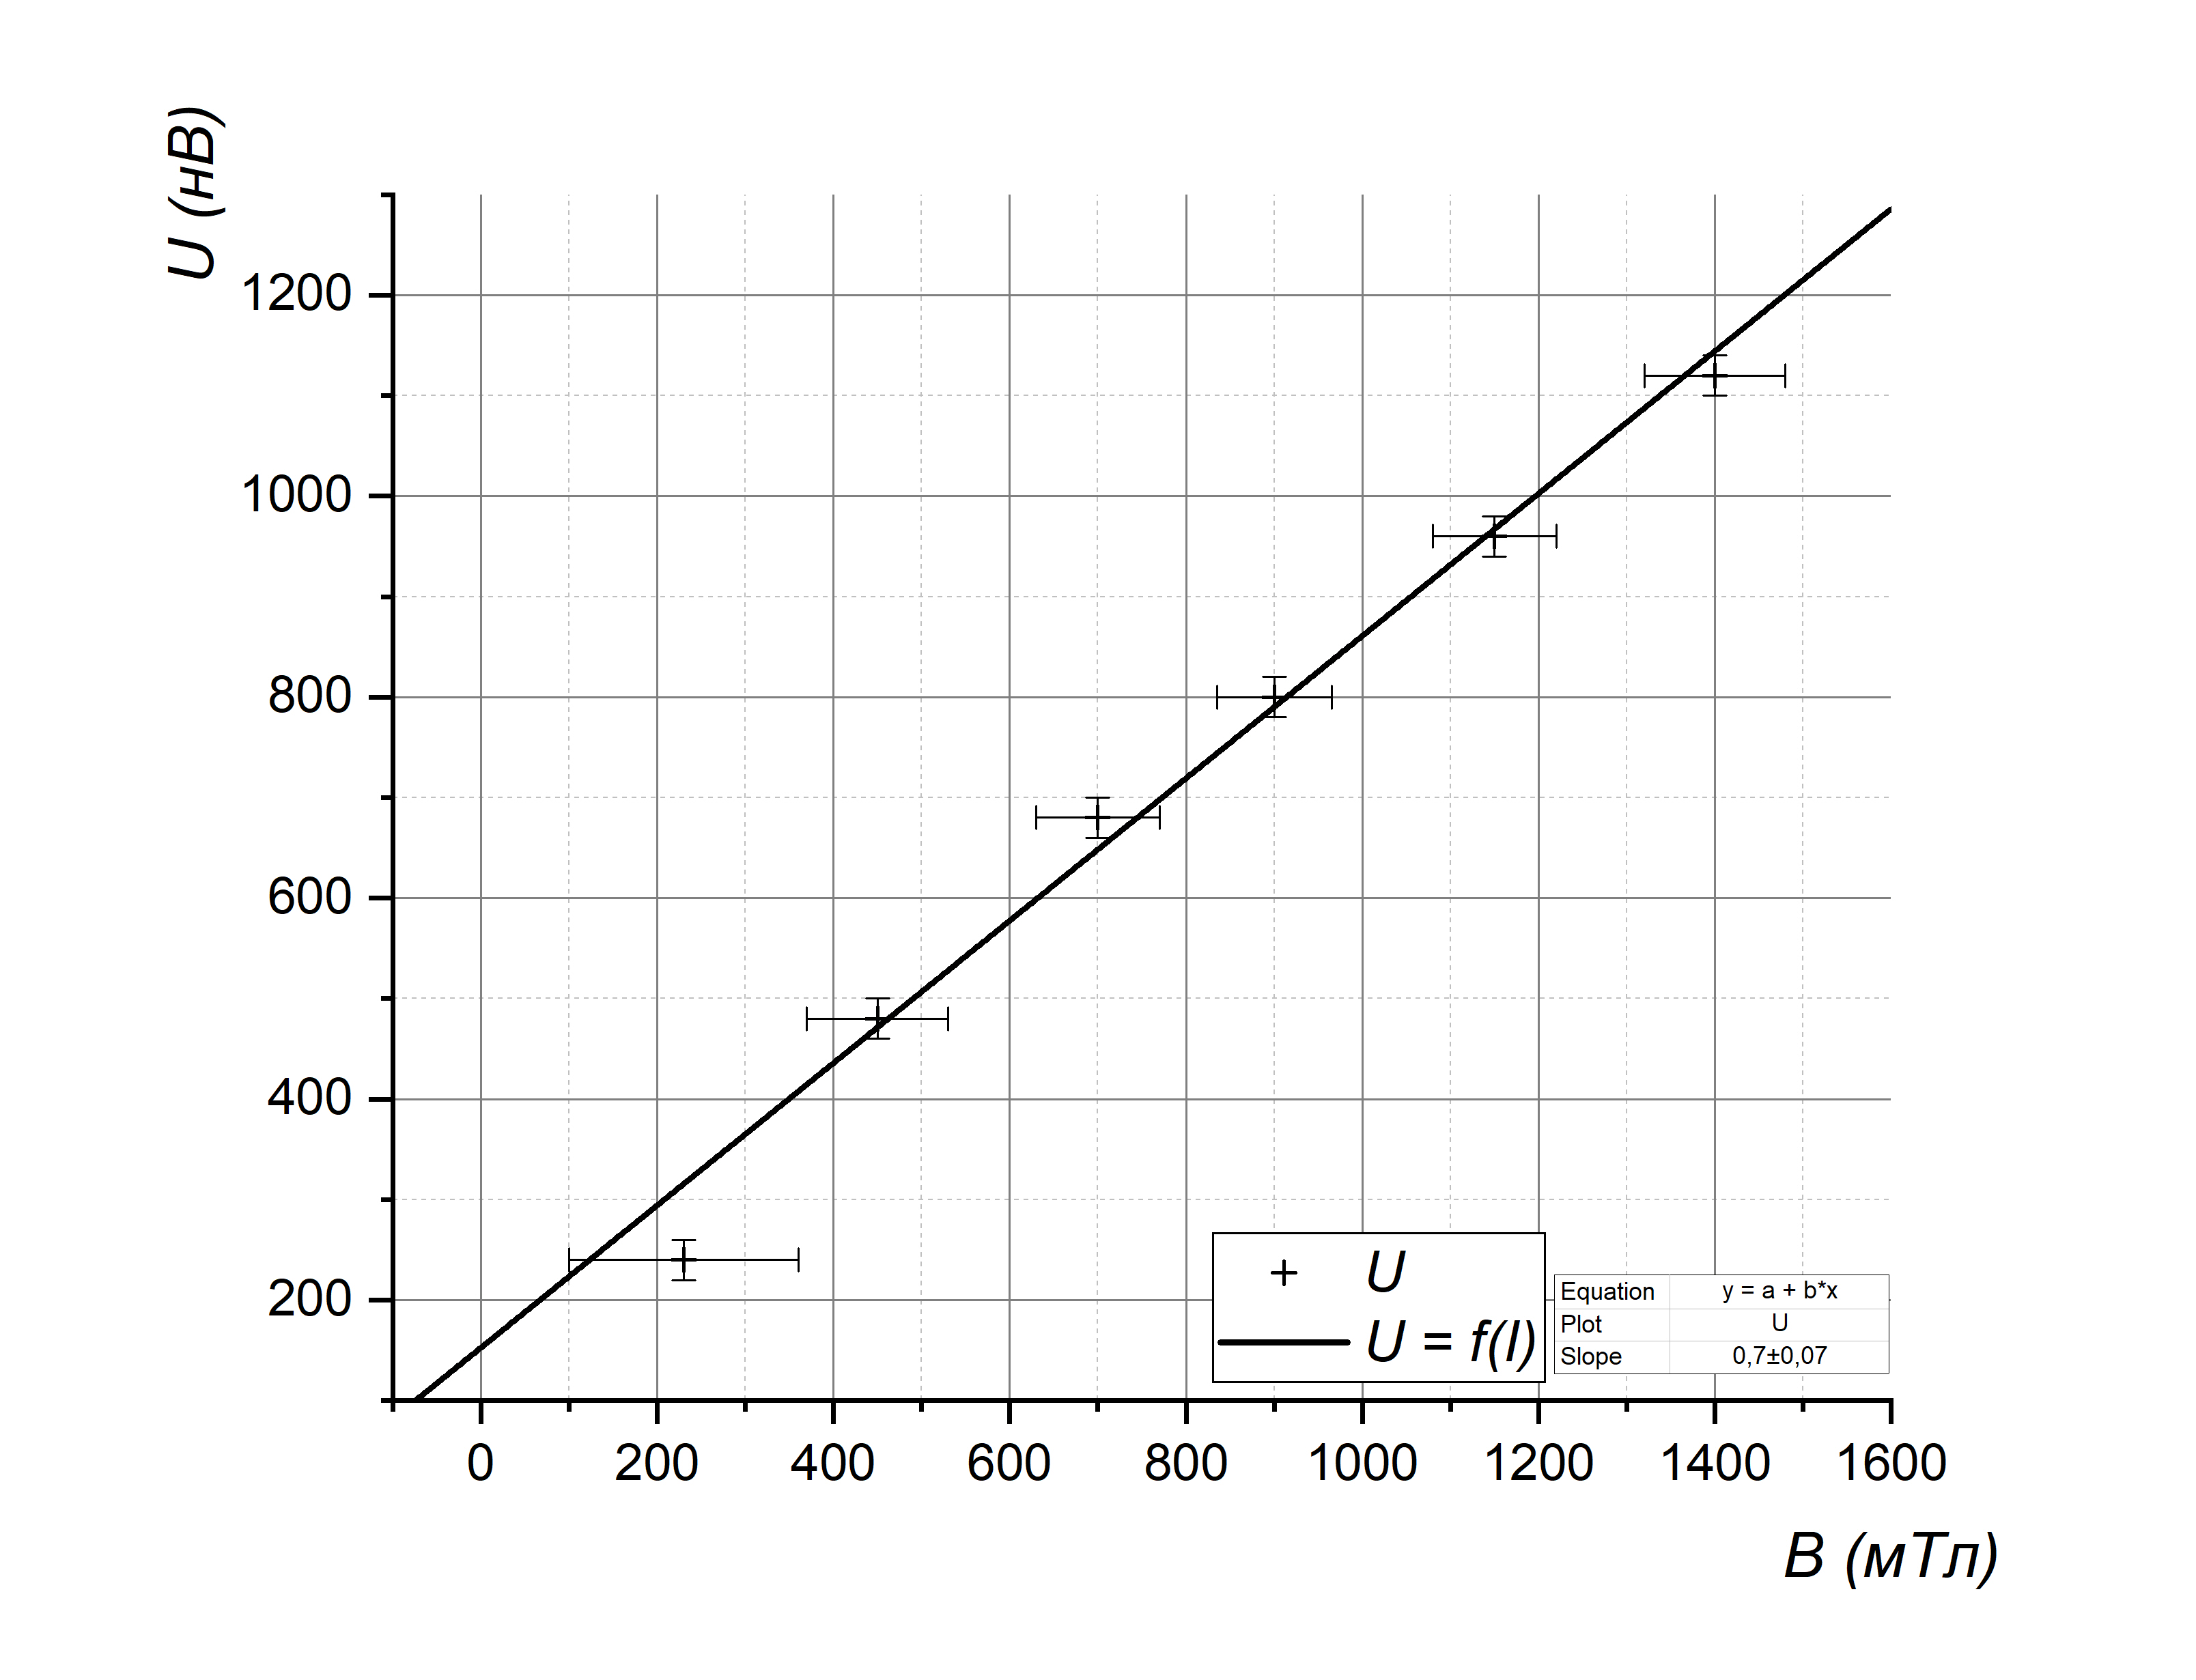 U (нВ)
1200
1000
800
600
400
200
0 200 400 600 800 1000 1200 1400 1600
B (мТл)
U
U = f(I)
Equation y = a + b*x
Plot U
Slope 0,7±0,07